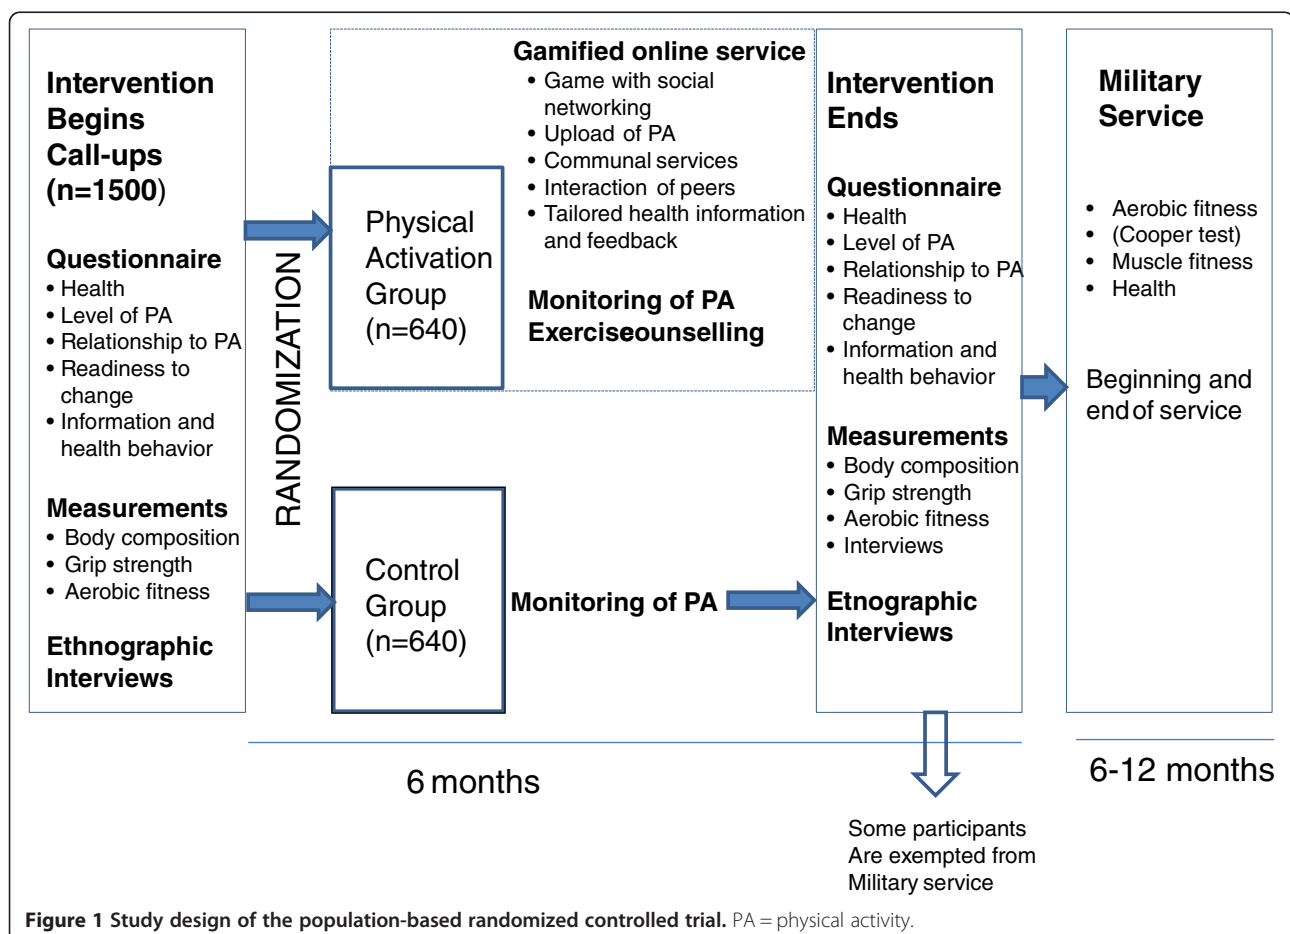 Intervention
Begins
Call-ups
(n=1500)
Questionnaire
• Health
• Level of PA
• Relationship to PA
• Readiness to
change
• Information and
health behavior
Measurements
• Body composition
• Grip strength
• Aerobic fitness
Ethnographic
Interviews
RANDOMIZATION
Physical
Activation
Group
(n=640)
Gamified online service
• Game with social
networking
• Upload of PA
• Communal services
• Interaction of peers
• Tailored health information
and feedback
Monitoring of PA
Exerciseounselling
Control
Group
(n=640)
Monitoring of PA
Intervention
Ends
Questionnaire
• Health
• Level of PA
• Relationship to PA
• Readiness to
change
• Information and
health behavior
Measurements
• Body composition
• Grip strength
• Aerobic fitness
• Interviews
Etnographic
Interviews
Military
Service
• Aerobic fitness
• (Cooper test)
• Muscle fitness
• Health
Beginning and
end of service
6 months
6-12 months
Some participants
Are exempted from
Military service
Figure 1 Study design of the population-based randomized controlled trial. PA = physical activity.